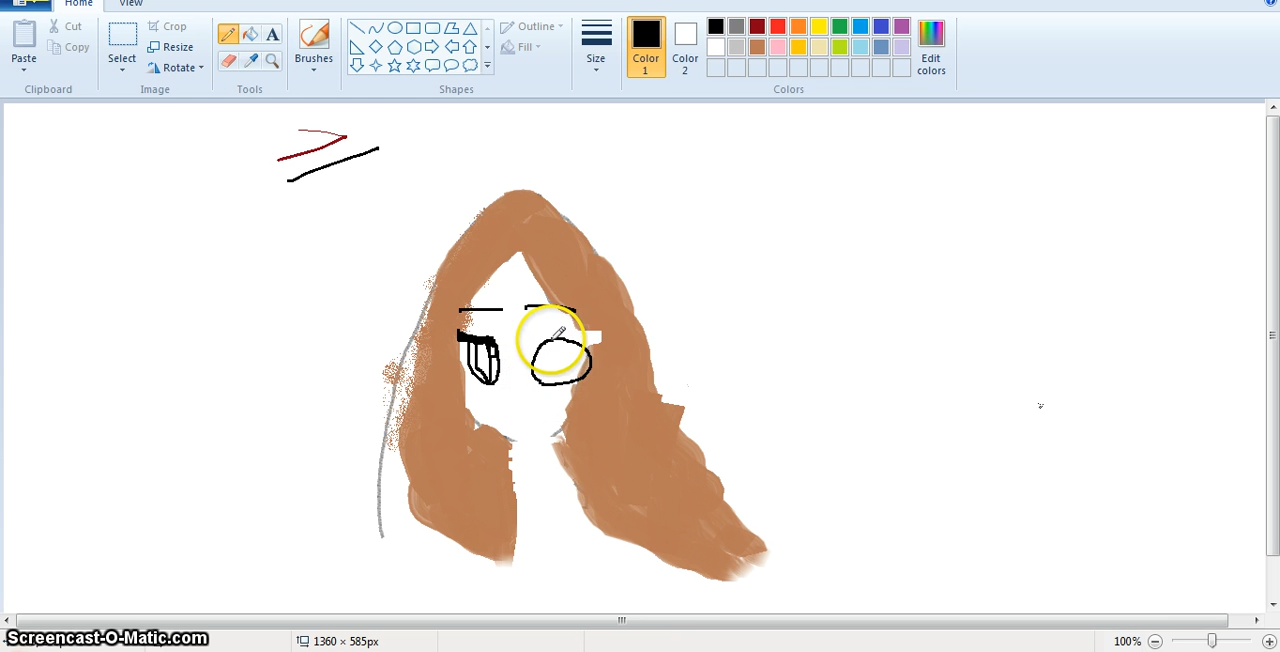 Home
View
Paste
Cut
Copy
Clipboard
Select
Crop
Resize
Rotate
Image
A
Tools
Brushes
Outline
Fill
Shapes
Size
Color
1
Color
2
Edit
colors
Colors
Screencast-O-Matic.com
1360 × 585px
100%